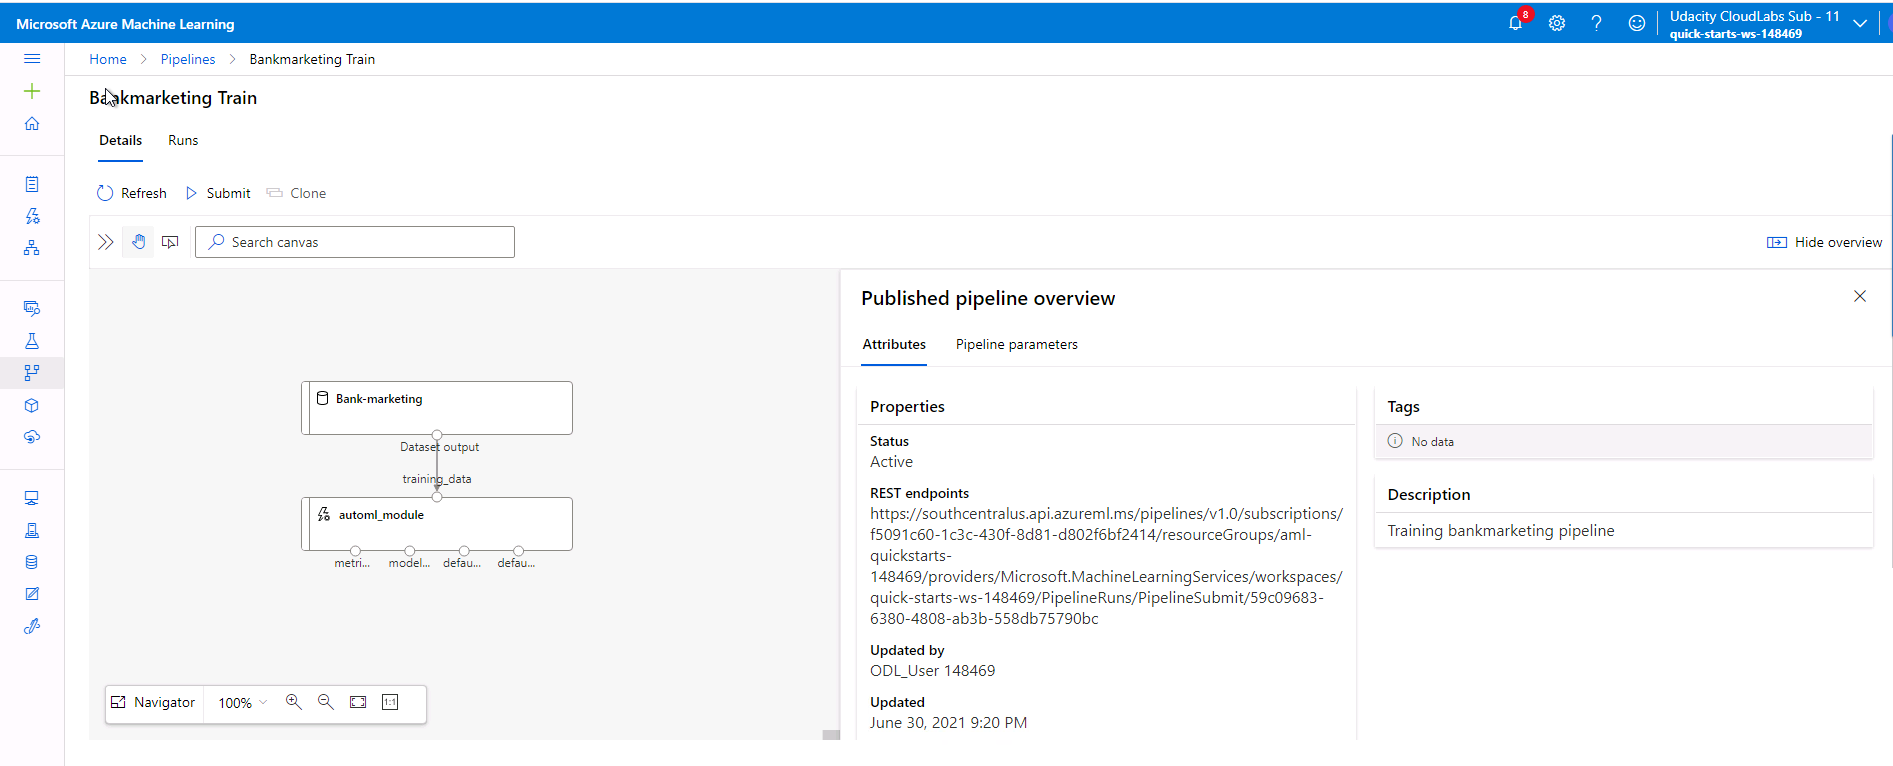 Microsoft Azure Machine Learning
8
Udacity CloudLabs Sub - 11
quick-starts-ws-148469
Home > Pipelines > Bankmarketing Train
Bankmarketing Train
Details Runs
Refresh Submit Clone
Search canvas
Hide overview
Bank-marketing
Dataset output
training_data
automl_module
metri... model... defau... defau...
Navigator 100% 1:1
Published pipeline overview
Attributes Pipeline parameters
Properties
Status
Active
REST endpoints
https://southcentralus.api.azureml.ms/pipelines/v1.0/subscriptions/
f5091c60-1c3c-430f-8d81-d802f6bf2414/resourceGroups/aml-
quickstarts-
148469/providers/Microsoft.MachineLearningServices/workspaces/
quick-starts-ws-148469/PipelineRuns/PipelineSubmit/59c09683-
6380-4808-ab3b-558db75790bc
Updated by
ODL_User 148469
Updated
June 30, 2021 9:20 PM
Tags
No data
Description
Training bankmarketing pipeline